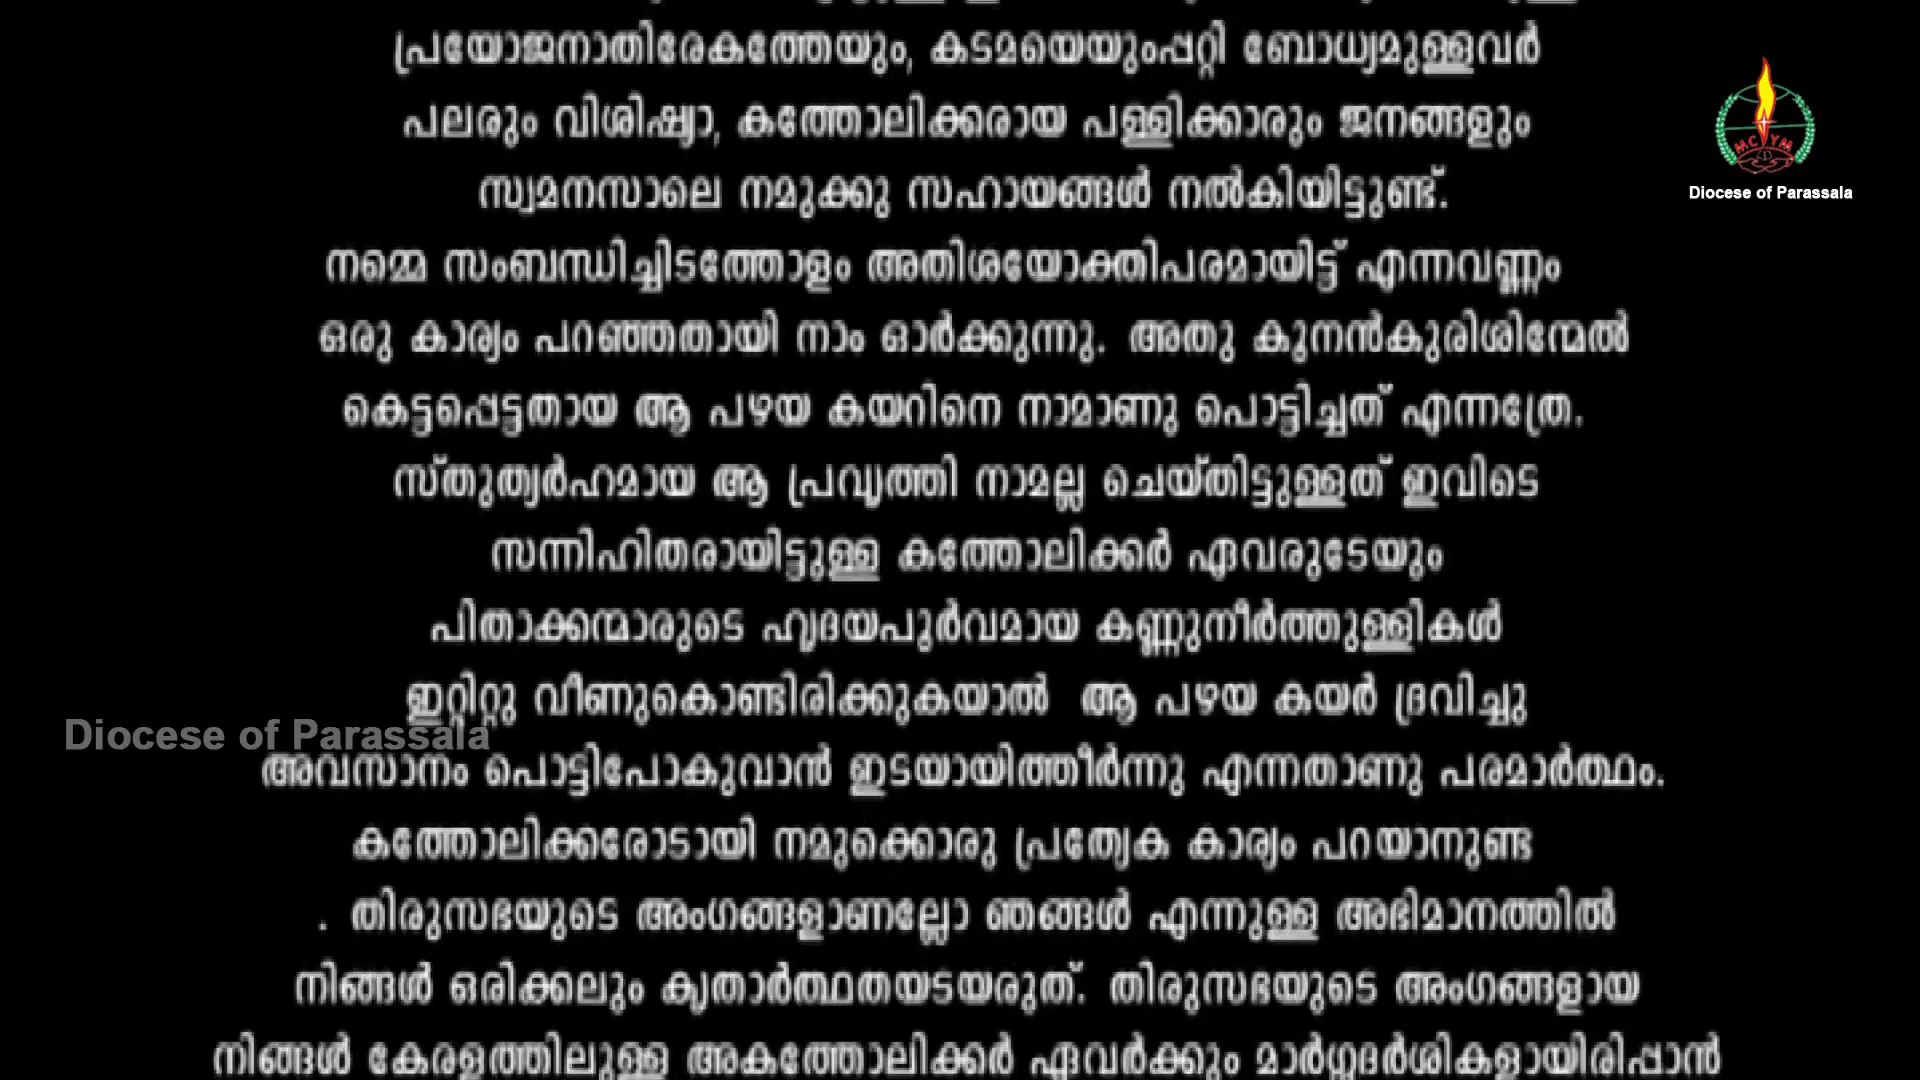 പ്രയോജനാതിരേകത്തേയും, കടമയെയുംപ്പറ്റി ബോധ്യമുള്ളവർ
പലരും വിശിഷ്യാ, കത്തോലിക്കരായ പള്ളിക്കാരും ജനങ്ങളും
സ്വമനസാലെ നമുക്കു സഹായങ്ങൾ നൽകിയിട്ടുണ്ട്.
നമ്മെ സംബന്ധിച്ചിടത്തോളം അതിശയോക്തിപരമായിട്ട് എന്നവണ്ണം
ഒരു കാര്യം പറഞ്ഞതായി നാം ഓർക്കുന്നു. അതു കൂനൻകുരിശിന്മേൽ
കെട്ടപ്പെട്ടതായ ആ പഴയ കയറിനെ നാമാണു പൊട്ടിച്ചത് എന്നത്രേ.
സ്തുത്യർഹമായ ആ പ്രവൃത്തി നാമല്ല ചെയ്തിട്ടുള്ളത് ഇവിടെ
സന്നിഹിതരായിട്ടുള്ള കത്തോലിക്കർ ഏവരുടേയും
പിതാക്കന്മാരുടെ ഹൃദയപൂർവമായ കണ്ണുനീർത്തുള്ളികൾ
ഇറ്റിറ്റു വീണുകൊണ്ടിരിക്കുകയാൽ ആ പഴയ കയർ ദ്രവിച്ചു
അവസാനം പൊട്ടിപോകുവാൻ ഇടയായിത്തീർന്നു എന്നതാണു പരമാർത്ഥം.
കത്തോലിക്കരോടായി നമുക്കൊരു പ്രത്യേക കാര്യം പറയാനുണ്ട
. തിരുസഭയുടെ അംഗങ്ങളാണല്ലോ ഞങ്ങൾ എന്നുള്ള അഭിമാനത്തിൽ
നിങ്ങൾ ഒരിക്കലും കൃതാർത്ഥതയടയരുത്. തിരുസഭയുടെ അംഗങ്ങളായ
നിങ്ങൾ കേരളത്തിലുള്ള അകത്തോലിക്കർ ഏവർക്കും മാർഗ്ഗദർശികളായിരിപ്പാൻ
MCYM
Diocese of Parassala
Diocese of Parassala